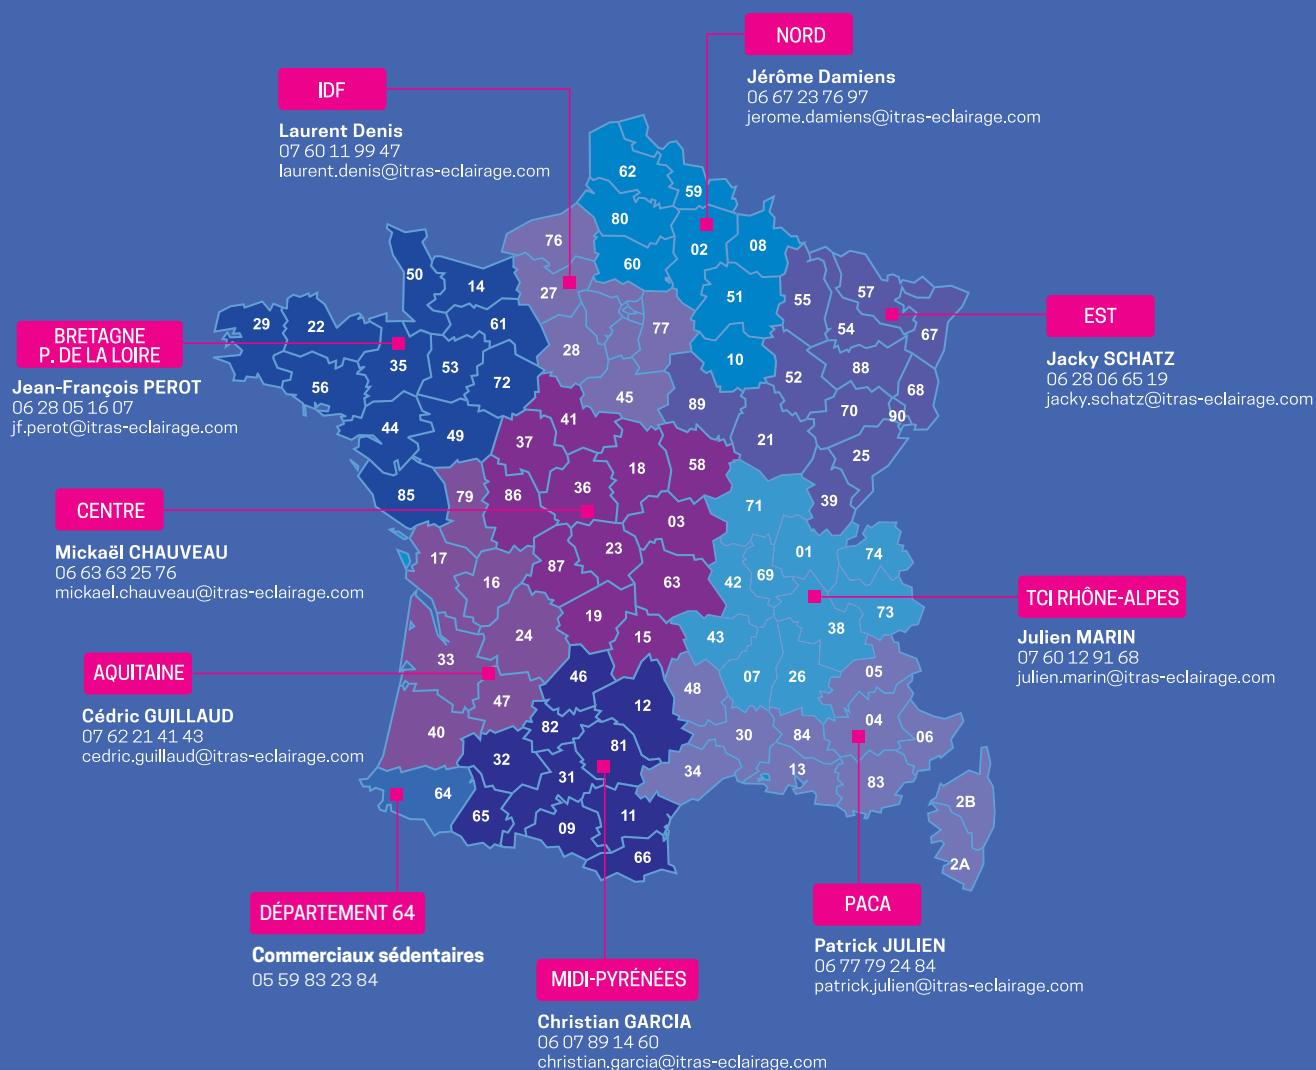 NORD
Jérôme Damiens
06 67 23 76 97
jerome.damiens@itras-eclairage.com
IDF
Laurent Denis
07 60 11 99 47
laurent.denis@itras-eclairage.com
BRETAGNE
P. DE LA LOIRE
Jean-François PEROT
06 28 05 16 07
jf.perot@itras-eclairage.com
EST
Jacky SCHATZ
06 28 06 65 19
jacky.schatz@itras-eclairage.com
CENTRE
Mickaël CHAUVEAU
06 63 63 25 76
mickael.chauveau@itras-eclairage.com
TCI RHÔNE-ALPES
Julien MARIN
07 60 12 91 68
julien.marin@itras-eclairage.com
AQUITAINE
Cédric GUILLAUD
07 62 21 41 43
cedric.guillaud@itras-eclairage.com
DÉPARTEMENT 64
Commerciaux sédentaires
05 59 83 23 84
MIDI-PYRÉNÉES
Christian GARCIA
06 07 89 14 60
christian.garcia@itras-eclairage.com
PACA
Patrick JULIEN
06 77 79 24 84
patrick.julien@itras-eclairage.com
62
59
80
02
08
60
51
10
76
27
28
77
45
50
14
61
29
22
35
53
72
56
44
49
85
55
57
54
67
88
68
52
70
90
89
21
25
39
41
37
18
58
36
86
03
23
87
63
19
15
79
17
16
24
33
47
40
64
71
01
74
69
42
73
38
43
07
26
46
12
82
81
32
31
65
09
11
66
48
05
04
06
30
84
34
13
83
2B
2A